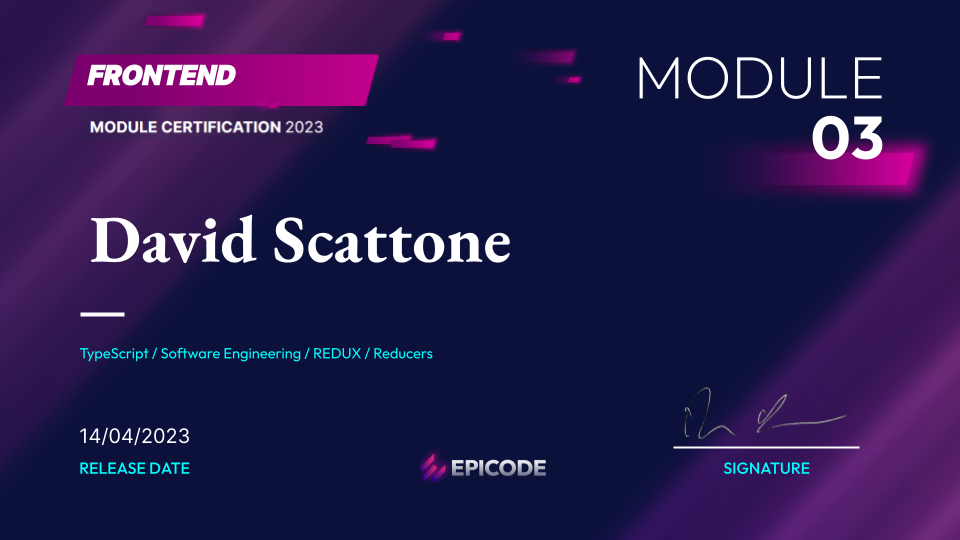 FRONTEND
MODULE CERTIFICATION 2023
MODULE
03
David Scattone
TypeScript / Software Engineering / REDUX / Reducers
14/04/2023
RELEASE DATE
EPICODE
SIGNATURE